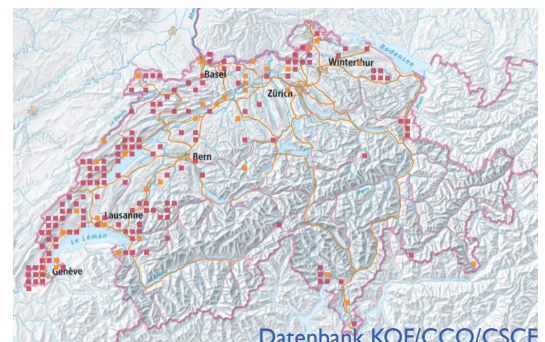 Bodensee
Basel
Winterthur
Zürich
Bern
Lausanne
Le Léman
Genève
Datenbank KOF/CCO/CSCF